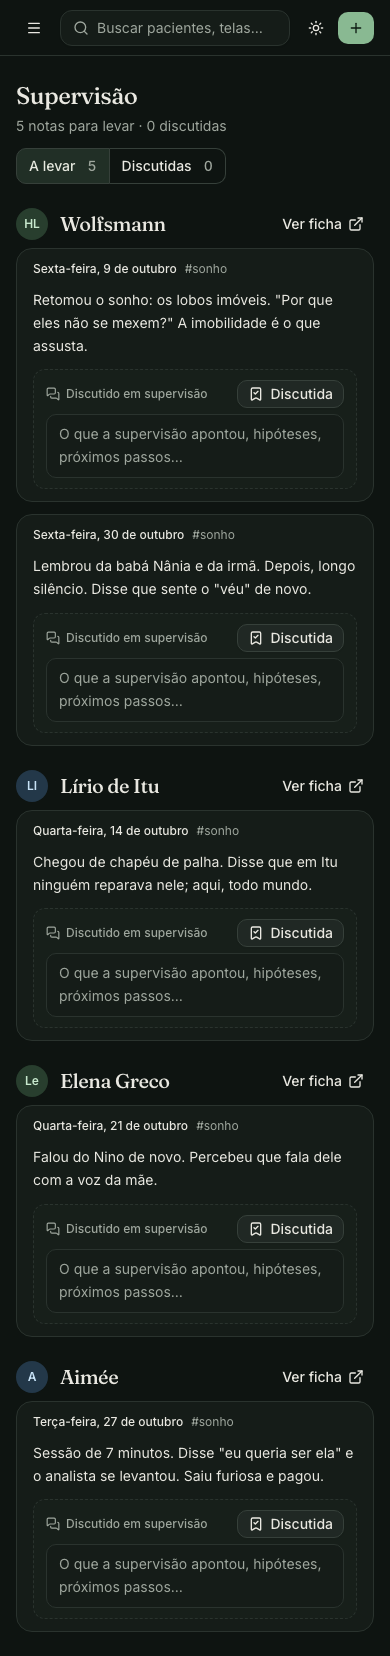 Buscar pacientes, telas...
Supervisão
5 notas para levar · 0 discutidas
A levar 5 Discutidas 0
HL Wolfsmann Ver ficha
Sexta-feira, 9 de outubro #sonho
Retomou o sonho: os lobos imóveis. "Por que
eles não se mexem?" A imobilidade é o que
assusta.
Discutido em supervisão Discutida
O que a supervisão apontou, hipóteses,
próximos passos...
Sexta-feira, 30 de outubro #sonho
Lembrou da babá Nânia e da irmã. Depois, longo
silêncio. Disse que sente o "véu" de novo.
Discutido em supervisão Discutida
O que a supervisão apontou, hipóteses,
próximos passos...
LI Lírio de Itu Ver ficha
Quarta-feira, 14 de outubro #sonho
Chegou de chapéu de palha. Disse que em Itu
ninguém reparava nele; aqui, todo mundo.
Discutido em supervisão Discutida
O que a supervisão apontou, hipóteses,
próximos passos...
Le Elena Greco Ver ficha
Quarta-feira, 21 de outubro #sonho
Falou do Nino de novo. Percebeu que fala dele
com a voz da mãe.
Discutido em supervisão Discutida
O que a supervisão apontou, hipóteses,
próximos passos...
A Aimée Ver ficha
Terça-feira, 27 de outubro #sonho
Sessão de 7 minutos. Disse "eu queria ser ela" e
o analista se levantou. Saiu furiosa e pagou.
Discutido em supervisão Discutida
O que a supervisão apontou, hipóteses,
próximos passos...